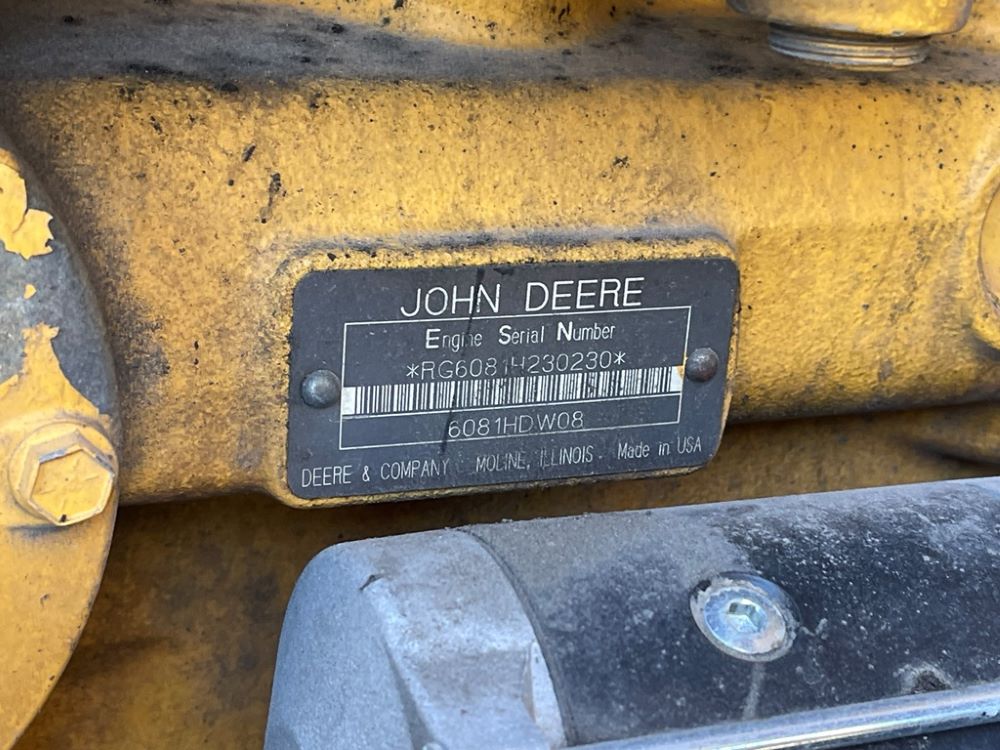 JOHN DEERE
Engine Serial Number
*RG6081H230230*
6081HDW08
DEERE & COMPANY MOLINE, ILLINOIS Made in USA